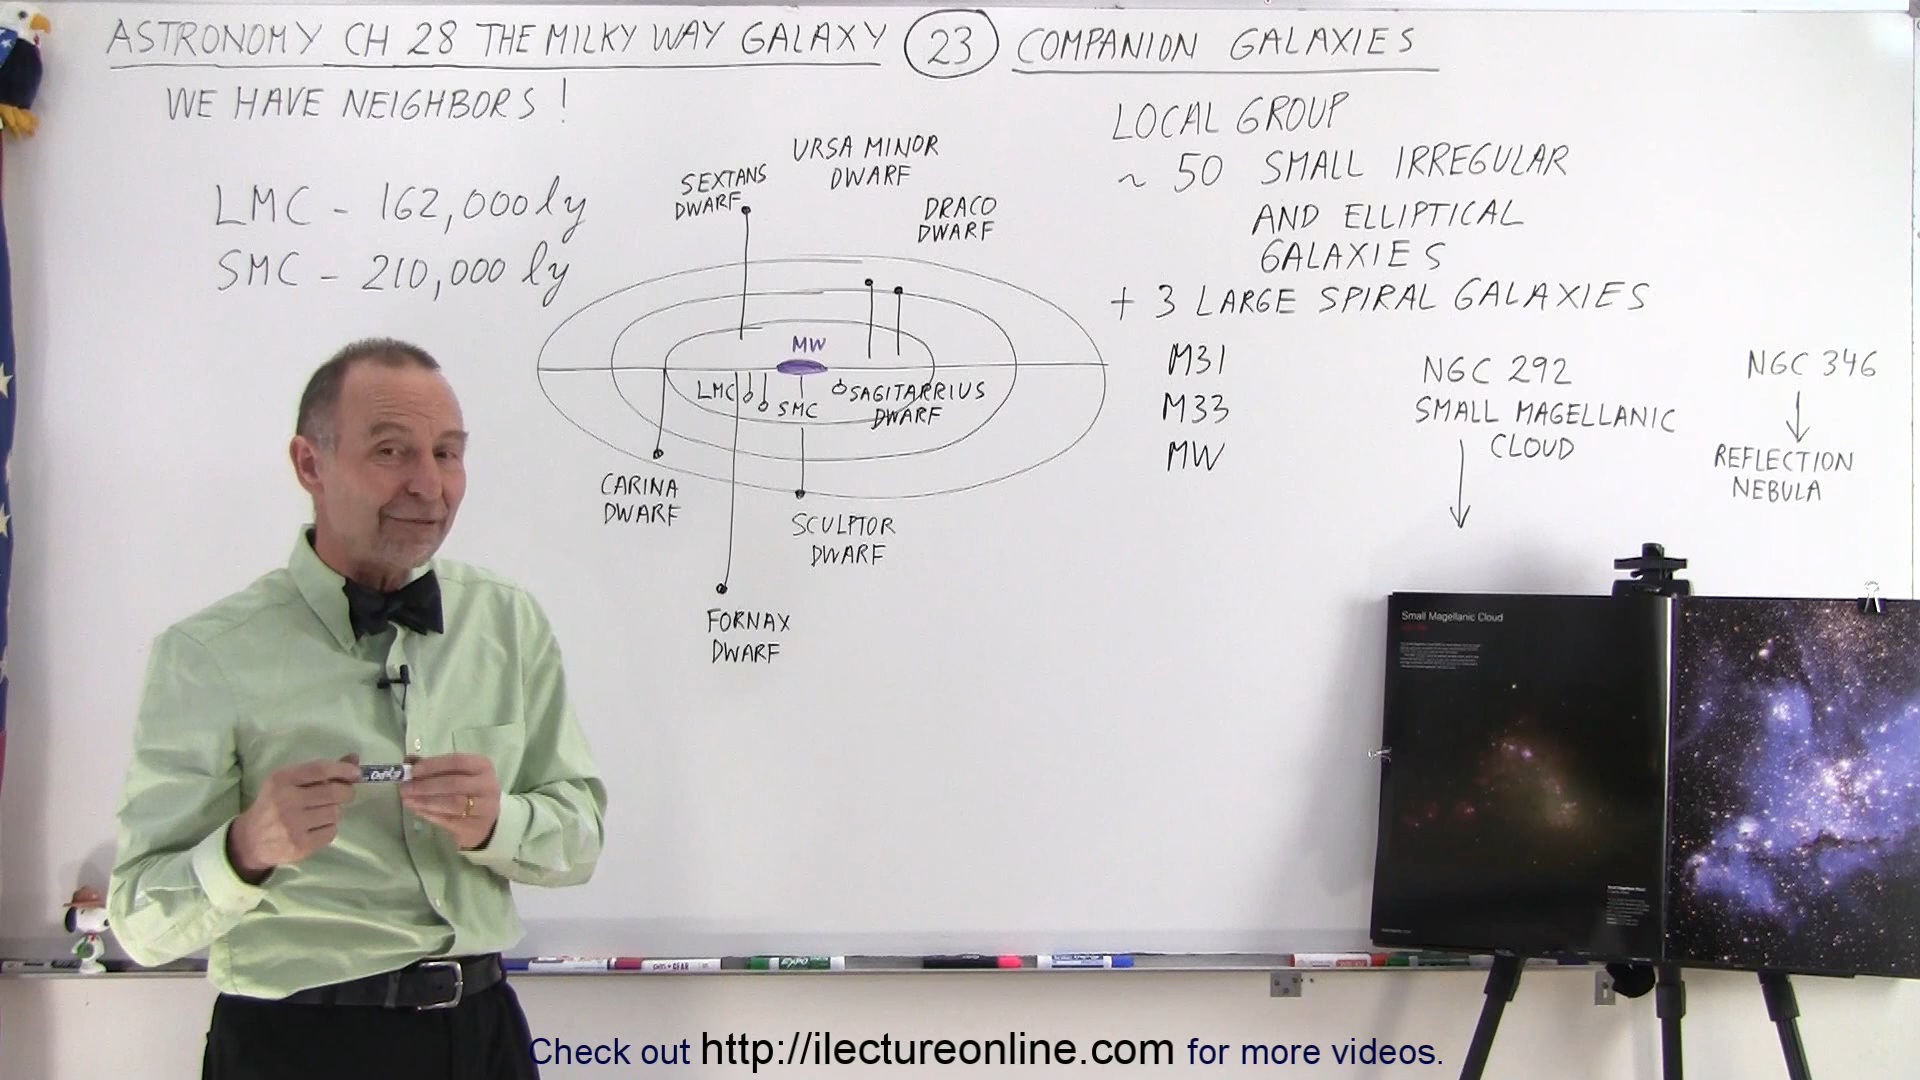 ASTRONOMY CH 28 THE MILKY WAY GALAXY 23 COMPANION GALAXIES
WE HAVE NEIGHBORS!
LMC - 162,000 ly
SMC - 210,000 ly
SEXTANS
DWARF
URSA MINOR
DWARF
DRACO
DWARF
MW
LMC
SMC
SAGITARRIUS
DWARF
CARINA
DWARF
SCULPTOR
DWARF
FORNAX
DWARF
LOCAL GROUP
~ 50 SMALL IRREGULAR
AND ELLIPTICAL
GALAXIES
+ 3 LARGE SPIRAL GALAXIES
M31
M33
MW
NGC 292
SMALL MAGELLANIC
CLOUD
NGC 346
REFLECTION
NEBULA
Small Magellanic Cloud
EXPO
Check out http://ilectureonline.com for more videos.